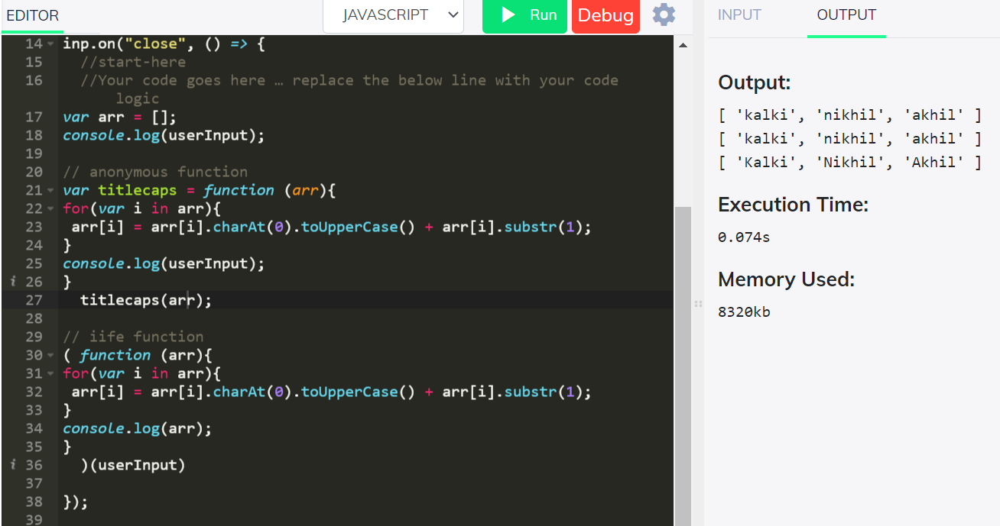 EDITOR
JAVASCRIPT
Run
Debug
14 inp.on("close", () => {
15   //start-here
16   //Your code goes here … replace the below line with your code
logic
17 var arr = [];
18 console.log(userInput);
19
20 // anonymous function
21 var titlecaps = function (arr){
22 for(var i in arr){
23  arr[i] = arr[i].charAt(0).toUpperCase() + arr[i].substr(1);
24 }
25 console.log(userInput);
i 26 }
27   titlecaps(arr);
28
29 // iife function
30 ( function (arr){
31 for(var i in arr){
32  arr[i] = arr[i].charAt(0).toUpperCase() + arr[i].substr(1);
33 }
34 console.log(arr);
35 }
i 36   )(userInput)
37
38 });
39
INPUT
OUTPUT
Output:
[ 'kalki', 'nikhil', 'akhil' ]
[ 'kalki', 'nikhil', 'akhil' ]
[ 'Kalki', 'Nikhil', 'Akhil' ]
Execution Time:
0.074s
Memory Used:
8320kb